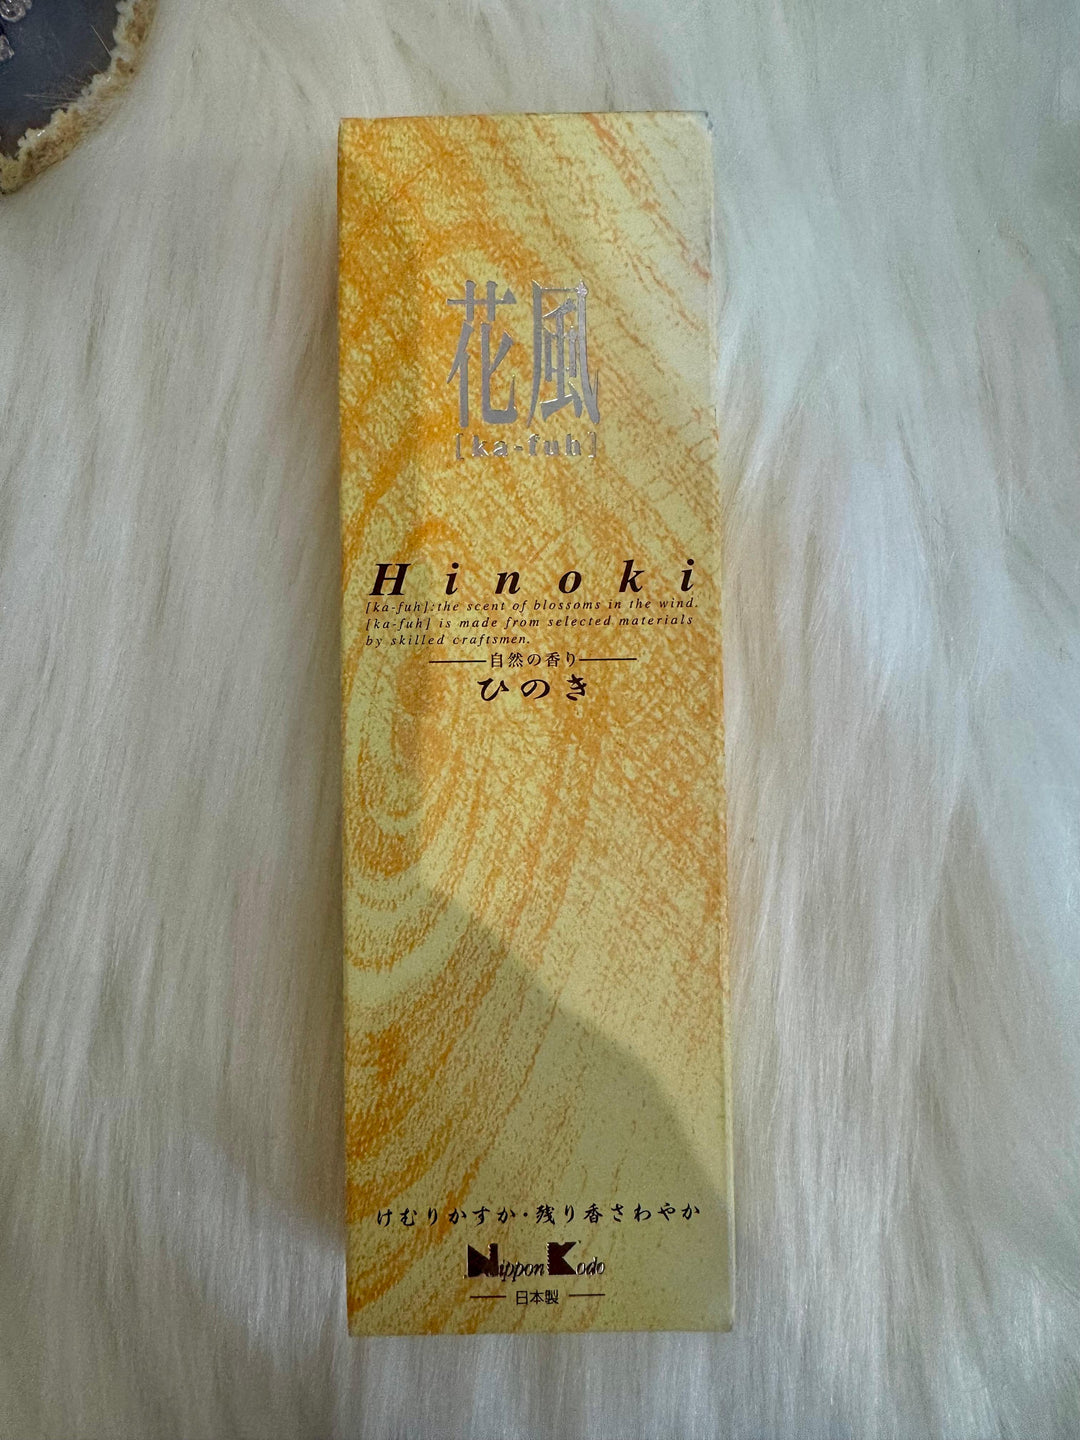 花風
[ka-fuh]
Hinoki
[ka-fuh]:the scent of blossoms in the wind.
[ka-fuh] is made from selected materials
by skilled craftsmen.
自然の香り
ひのき
けむりかすか・残り香さわやか
Nippon Kodo
日本製